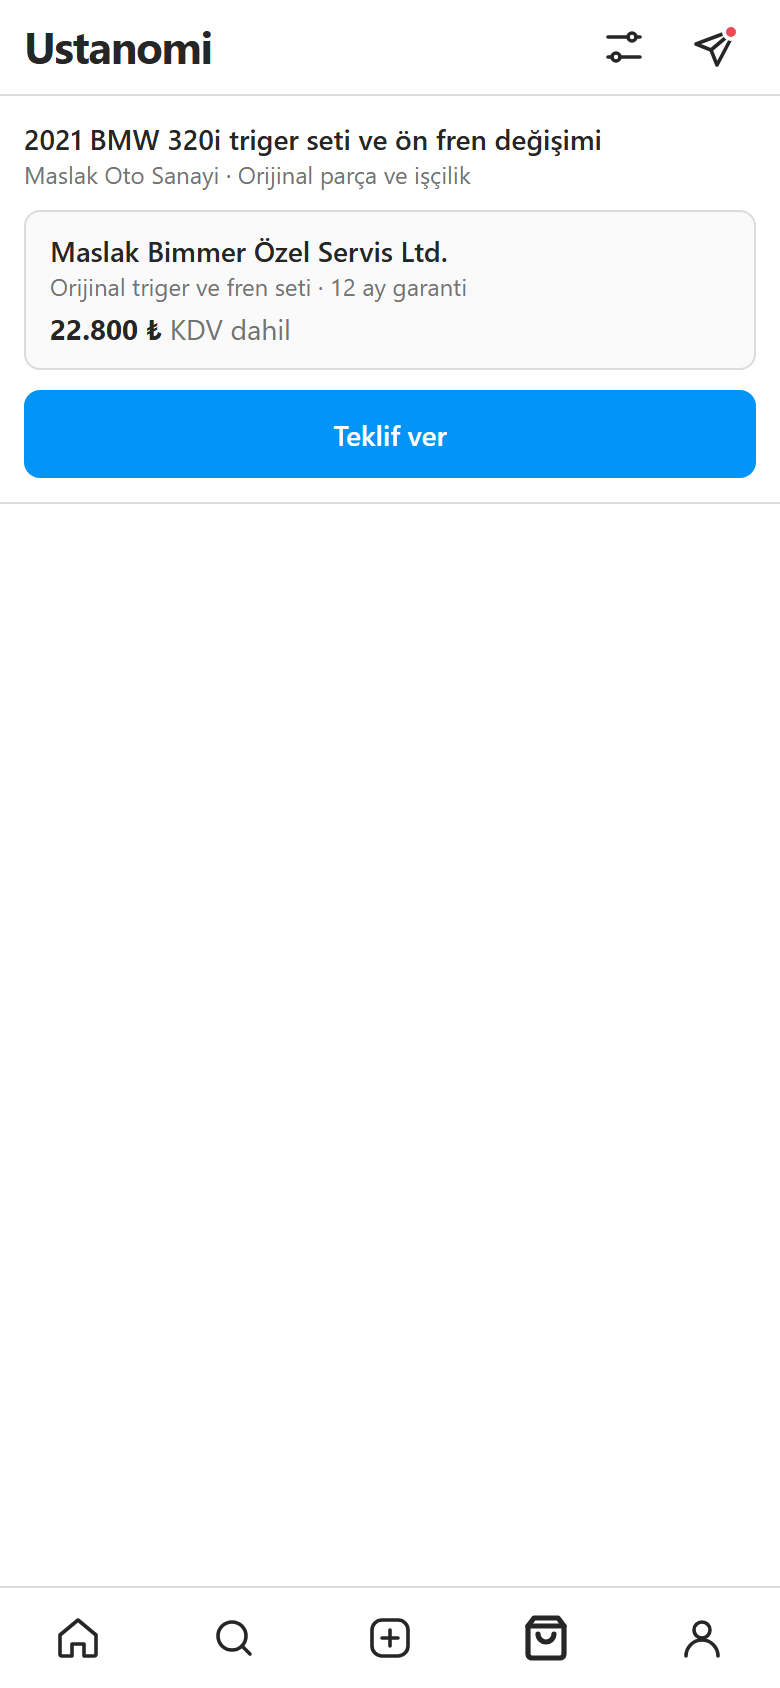 Ustanomi
2021 BMW 320i triger seti ve ön fren değişimi
Maslak Oto Sanayi · Orijinal parça ve işçilik
Maslak Bimmer Özel Servis Ltd.
Orijinal triger ve fren seti · 12 ay garanti
22.800 ₺ KDV dahil
Teklif ver